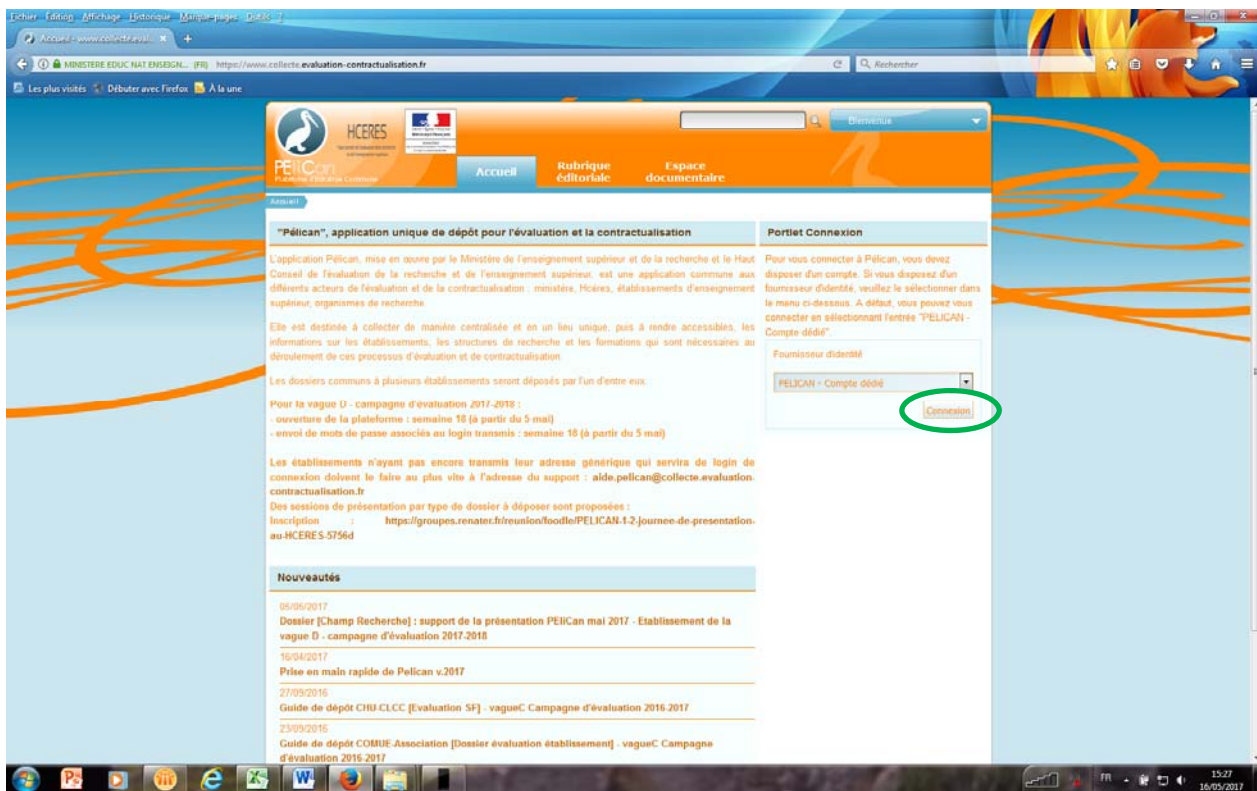 Fichier Édition Affichage Historique Marque-pages Outils ?
Accueil - www.collecte.eval...
MINISTERE EDUC NAT ENSEIGN... (FR) https://www.collecte.evaluation-contractualisation.fr
Rechercher
Les plus visités Débuter avec Firefox À la une
HCERES
PEliCan
Bienvenue
Accueil
Rubrique éditoriale
Espace documentaire
Accueil
"Pélican", application unique de dépôt pour l'évaluation et la contractualisation
L'application Pélican, mise en œuvre par le Ministère de l'enseignement supérieur et de la recherche et le Haut
Conseil de l'évaluation de la recherche et de l'enseignement supérieur, est une application commune aux
différents acteurs de l'évaluation et de la contractualisation : ministère, Hcéres, établissements d'enseignement
supérieur, organismes de recherche.
Elle est destinée à collecter de manière centralisée et en un lieu unique, puis à rendre accessibles, les
informations sur les établissements, les structures de recherche et les formations qui sont nécessaires au
déroulement de ces processus d'évaluation et de contractualisation.
Les dossiers communs à plusieurs établissements seront déposés par l'un d'entre eux.
Pour la vague D - campagne d'évaluation 2017-2018 :
- ouverture de la plateforme : semaine 18 (à partir du 5 mai)
- envoi de mots de passe associés au login transmis : semaine 18 (à partir du 5 mai)
Les établissements n'ayant pas encore transmis leur adresse générique qui servira de login de
connexion doivent le faire au plus vite à l'adresse du support : aide.pelican@collecte.evaluation-
contractualisation.fr
Des sessions de présentation par type de dossier à déposer sont proposées :
Inscription : https://groupes.renater.fr/reunion/foodle/PELICAN-1-2-journee-de-presentation-
au-HCERES-5756d
Portlet Connexion
Pour vous connecter à Pélican, vous devez
disposer d'un compte. Si vous disposez d'un
fournisseur d'identité, veuillez le sélectionner dans
le menu ci-dessous. A défaut, vous pouvez vous
connecter en sélectionnant l'entrée "PELICAN -
Compte dédié".
Fournisseur d'identité
PELICAN - Compte dédié
Connexion
Nouveautés
05/05/2017
Dossier [Champ Recherche] : support de la présentation PEliCan mai 2017 - Etablissement de la
vague D - campagne d'évaluation 2017-2018
16/04/2017
Prise en main rapide de Pelican v.2017
27/09/2016
Guide de dépôt CHU-CLCC [Evaluation SF] - vagueC Campagne d'évaluation 2016-2017
23/09/2016
Guide de dépôt COMUE-Association [Dossier évaluation établissement] - vagueC Campagne
d'évaluation 2016-2017
FR
15:27
16/05/2017